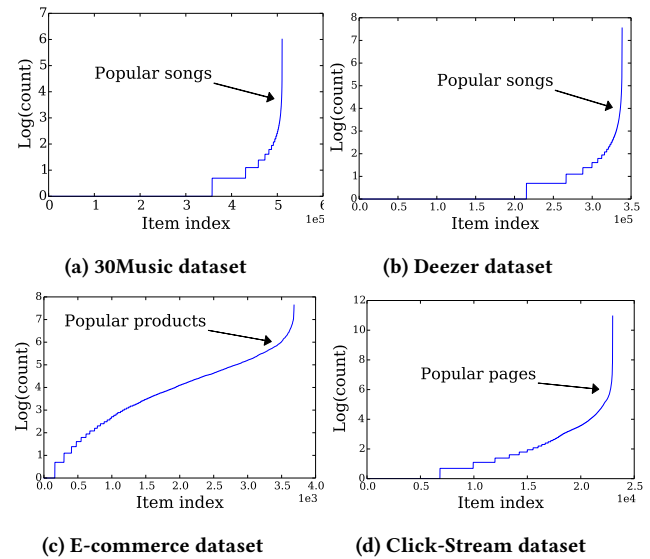 7
6
5
4
3
2
1
0
Log(count)
Popular songs
0 1 2 3 4 5 6
1e5
Item index
(a) 30Music dataset
8
7
6
5
4
3
2
1
0
Log(count)
Popular songs
0.0 0.5 1.0 1.5 2.0 2.5 3.0 3.5
1e5
Item index
(b) Deezer dataset
8
7
6
5
4
3
2
1
0
Log(count)
Popular products
0.0 0.5 1.0 1.5 2.0 2.5 3.0 3.5 4.0
1e3
Item index
(c) E-commerce dataset
12
10
8
6
4
2
0
Log(count)
Popular pages
0.0 0.5 1.0 1.5 2.0 2.5
1e4
Item index
(d) Click-Stream dataset